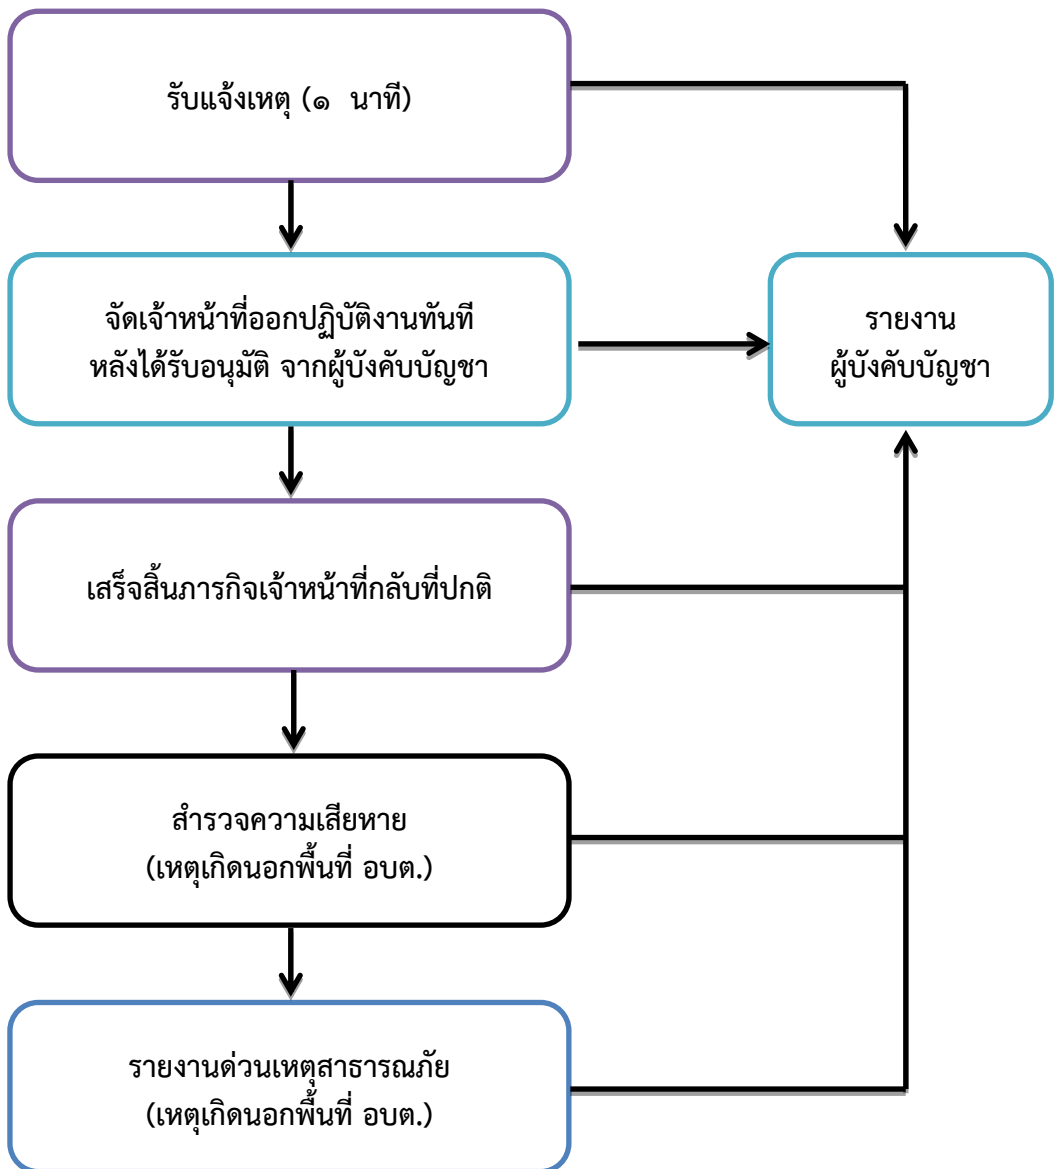 รับแจ้งเหตุ (๑  นาที)
จัดเจ้าหน้าที่ออกปฏิบัติงานทันที
หลังได้รับอนุมัติ จากผู้บังคับบัญชา
รายงาน
ผู้บังคับบัญชา
เสร็จสิ้นภารกิจเจ้าหน้าที่กลับที่ปกติ
สำรวจความเสียหาย
(เหตุเกิดนอกพื้นที่ อบต.)
รายงานด่วนเหตุสาธารณภัย
(เหตุเกิดนอกพื้นที่ อบต.)